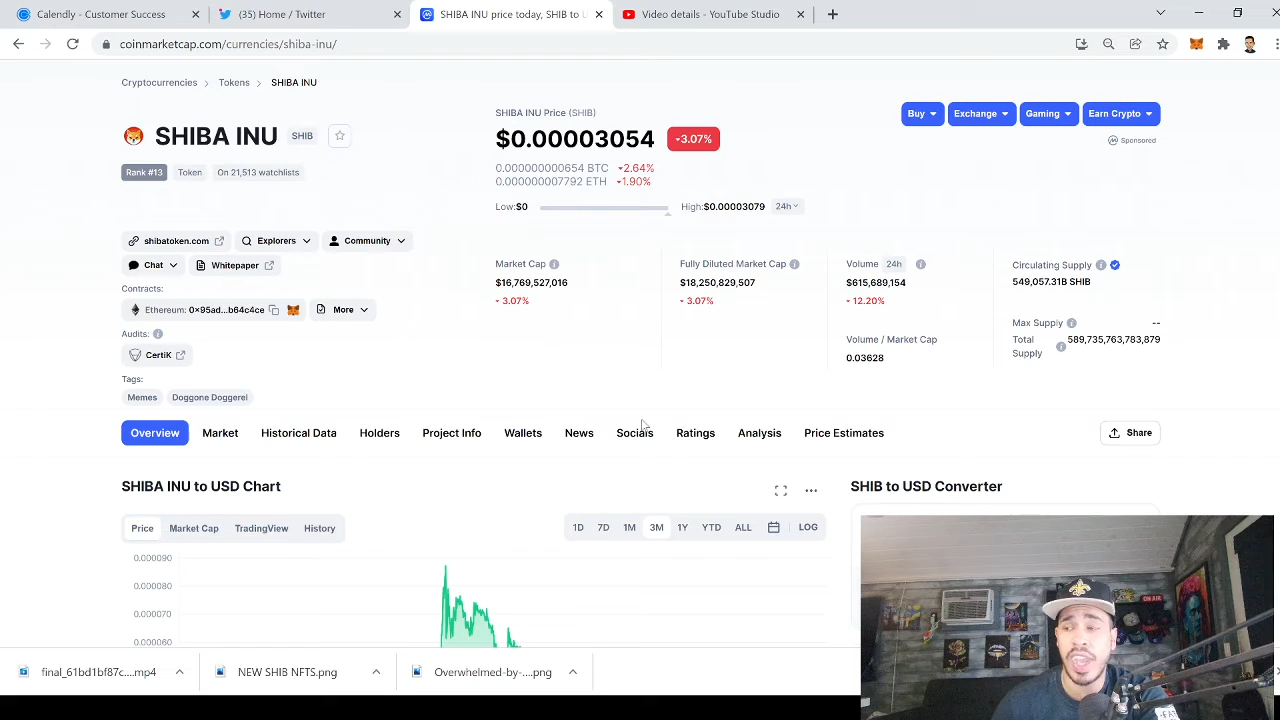 Calendly - Customer Success
(35) Home / Twitter
SHIBA INU price today, SHIB to U
Video details - YouTube Studio
coinmarketcap.com/currencies/shiba-inu/
Cryptocurrencies > Tokens > SHIBA INU
SHIBA INU SHIB
Rank #13 Token On 21,513 watchlists
shibatoken.com Explorers Community
Chat Whitepaper
Contracts:
Ethereum: 0x95ad...b64c4ce More
Audits:
CertiK
Tags:
Memes Doggone Doggerel
SHIBA INU Price (SHIB)
$0.00003054 3.07%
0.000000000654 BTC 2.64%
0.000000007792 ETH 1.90%
Low:$0 High:$0.00003079 24h
Buy Exchange Gaming Earn Crypto
Sponsored
Market Cap
$16,769,527,016
3.07%
Fully Diluted Market Cap
$18,250,829,507
3.07%
Volume 24h
$615,689,154
12.20%
Volume / Market Cap
0.03628
Circulating Supply
549,057.31B SHIB
Max Supply --
Total Supply 589,735,763,783,879
Overview Market Historical Data Holders Project Info Wallets News Socials Ratings Analysis Price Estimates Share
SHIBA INU to USD Chart
SHIB to USD Converter
Price Market Cap TradingView History
1D 7D 1M 3M 1Y YTD ALL LOG
0.000090
0.000080
0.000070
0.000060
ON AIR
final_61bd1bf87c....mp4
NEW SHIB NFTS.png
Overwhelmed-by-....png